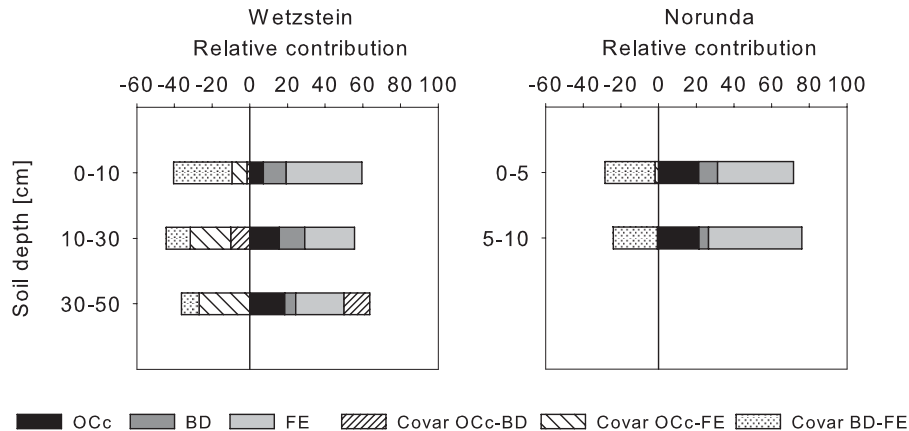 Wetzstein
Relative contribution
-60 -40 -20 0 20 40 60 80 100
Norunda
Relative contribution
-60 -40 -20 0 20 40 60 80 100
Soil depth [cm]
0-10
10-30
30-50
0-5
5-10
OCc BD FE Covar OCc-BD Covar OCc-FE Covar BD-FE